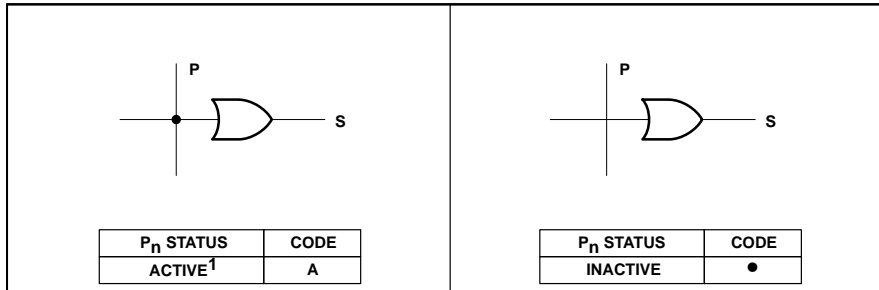 P
S
Pn STATUS CODE
ACTIVE1 A
P
S
Pn STATUS CODE
INACTIVE ●